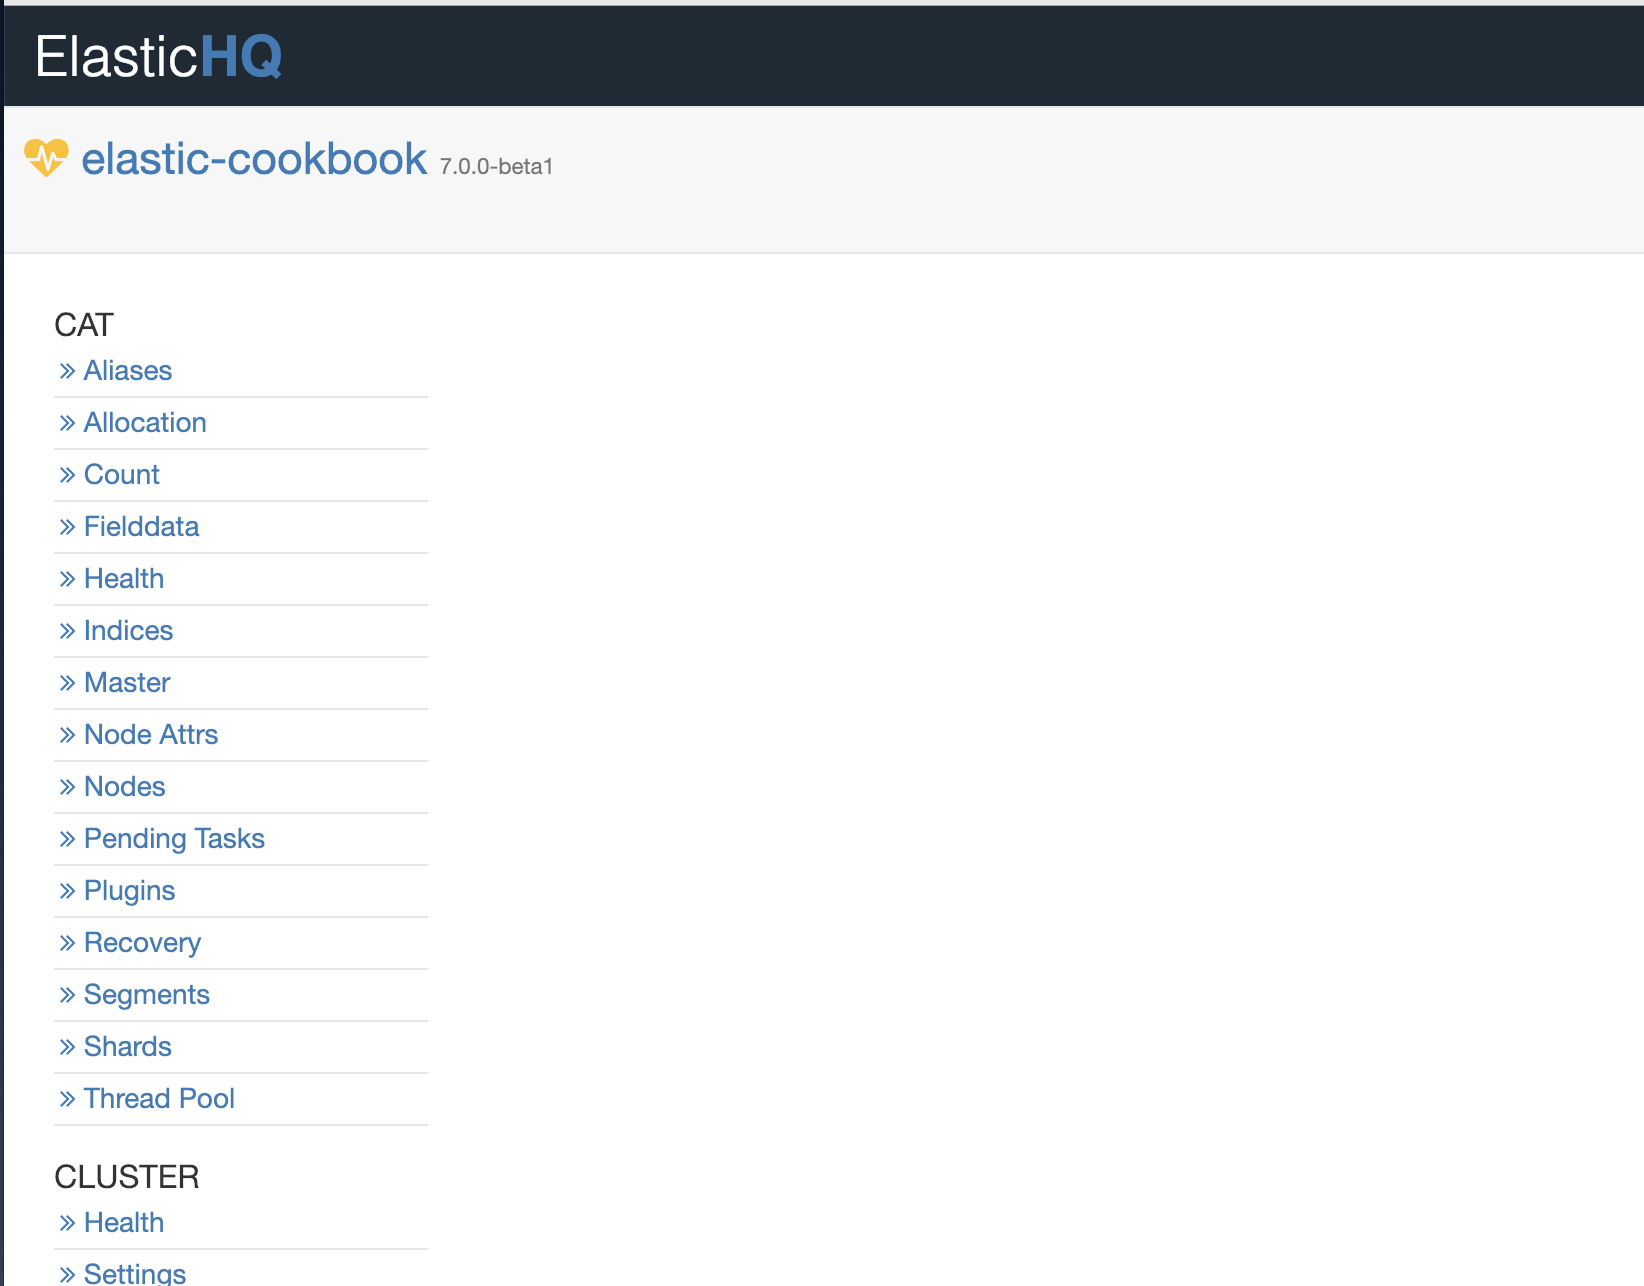 ElasticHQ
elastic-cookbook 7.0.0-beta1
CAT
» Aliases
» Allocation
» Count
» Fielddata
» Health
» Indices
» Master
» Node Attrs
» Nodes
» Pending Tasks
» Plugins
» Recovery
» Segments
» Shards
» Thread Pool
CLUSTER
» Health
» Settings